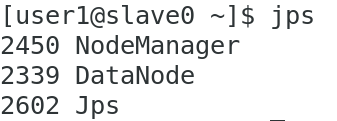 [user1@slave0 ~]$ jps
2450 NodeManager
2339 DataNode
2602 Jps